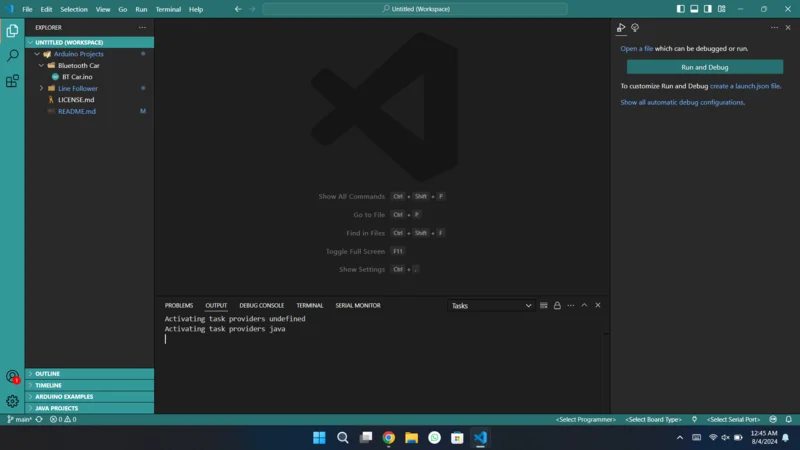 File Edit Selection View Go Run Terminal Help
Untitled (Workspace)
EXPLORER
UNTITLED (WORKSPACE)
Arduino Projects
Bluetooth Car
BT Car.ino
Line Follower
LICENSE.md
README.md M
OUTLINE
TIMELINE
ARDUINO EXAMPLES
JAVA PROJECTS
Show All Commands Ctrl + Shift + P
Go to File Ctrl + P
Find in Files Ctrl + Shift + F
Toggle Full Screen F11
Show Settings Ctrl + ,
PROBLEMS OUTPUT DEBUG CONSOLE TERMINAL SERIAL MONITOR
Tasks
Activating task providers undefined
Activating task providers java
Open a file which can be debugged or run.
Run and Debug
To customize Run and Debug create a launch.json file.
Show all automatic debug configurations.
1
main* 0 0 <Select Programmer> <Select Board Type> <Select Serial Port>
12:45 AM
8/4/2024